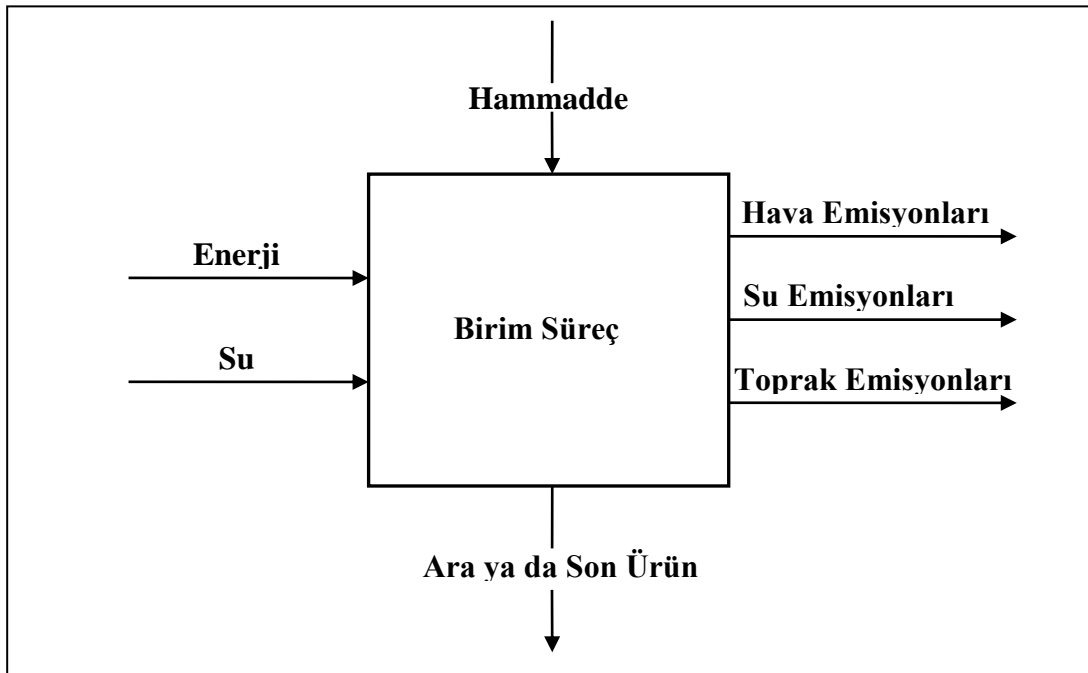 Hammadde
Hava Emisyonları
Enerji
Su Emisyonları
Birim Süreç
Su
Toprak Emisyonları
Ara ya da Son Ürün